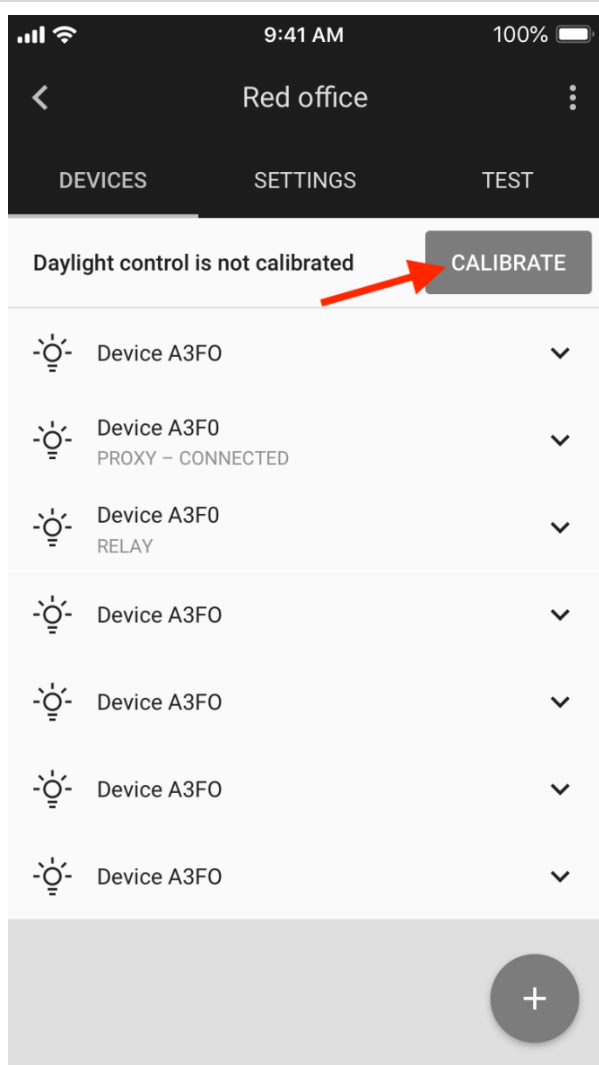 9:41 AM
100%
Red office
DEVICES
SETTINGS
TEST
Daylight control is not calibrated
CALIBRATE
Device A3FO
Device A3F0
PROXY – CONNECTED
Device A3F0
RELAY
Device A3FO
Device A3FO
Device A3FO
Device A3FO
+